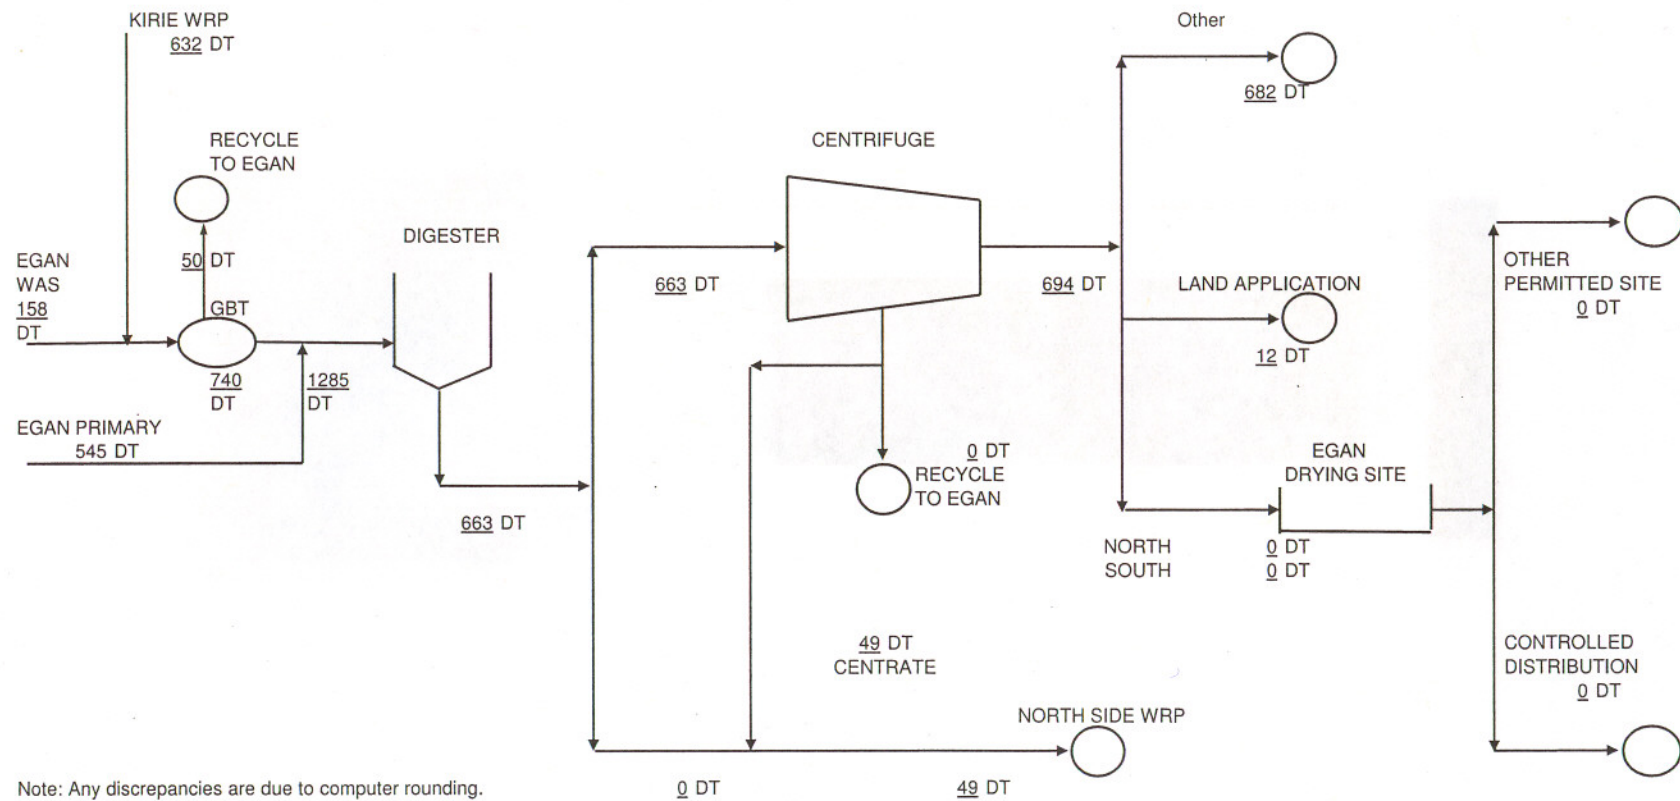 KIRIE WRP
632 DT
Other
682 DT
RECYCLE
TO EGAN
CENTRIFUGE
DIGESTER
EGAN
WAS
158
DT
50 DT
GBT
663 DT
694 DT
LAND APPLICATION
12 DT
OTHER
PERMITTED SITE
0 DT
740
DT
1285
DT
EGAN PRIMARY
545 DT
0 DT
RECYCLE
TO EGAN
EGAN
DRYING SITE
663 DT
NORTH 0 DT
SOUTH 0 DT
49 DT
CENTRATE
CONTROLLED
DISTRIBUTION
0 DT
NORTH SIDE WRP
Note: Any discrepancies are due to computer rounding.
0 DT
49 DT